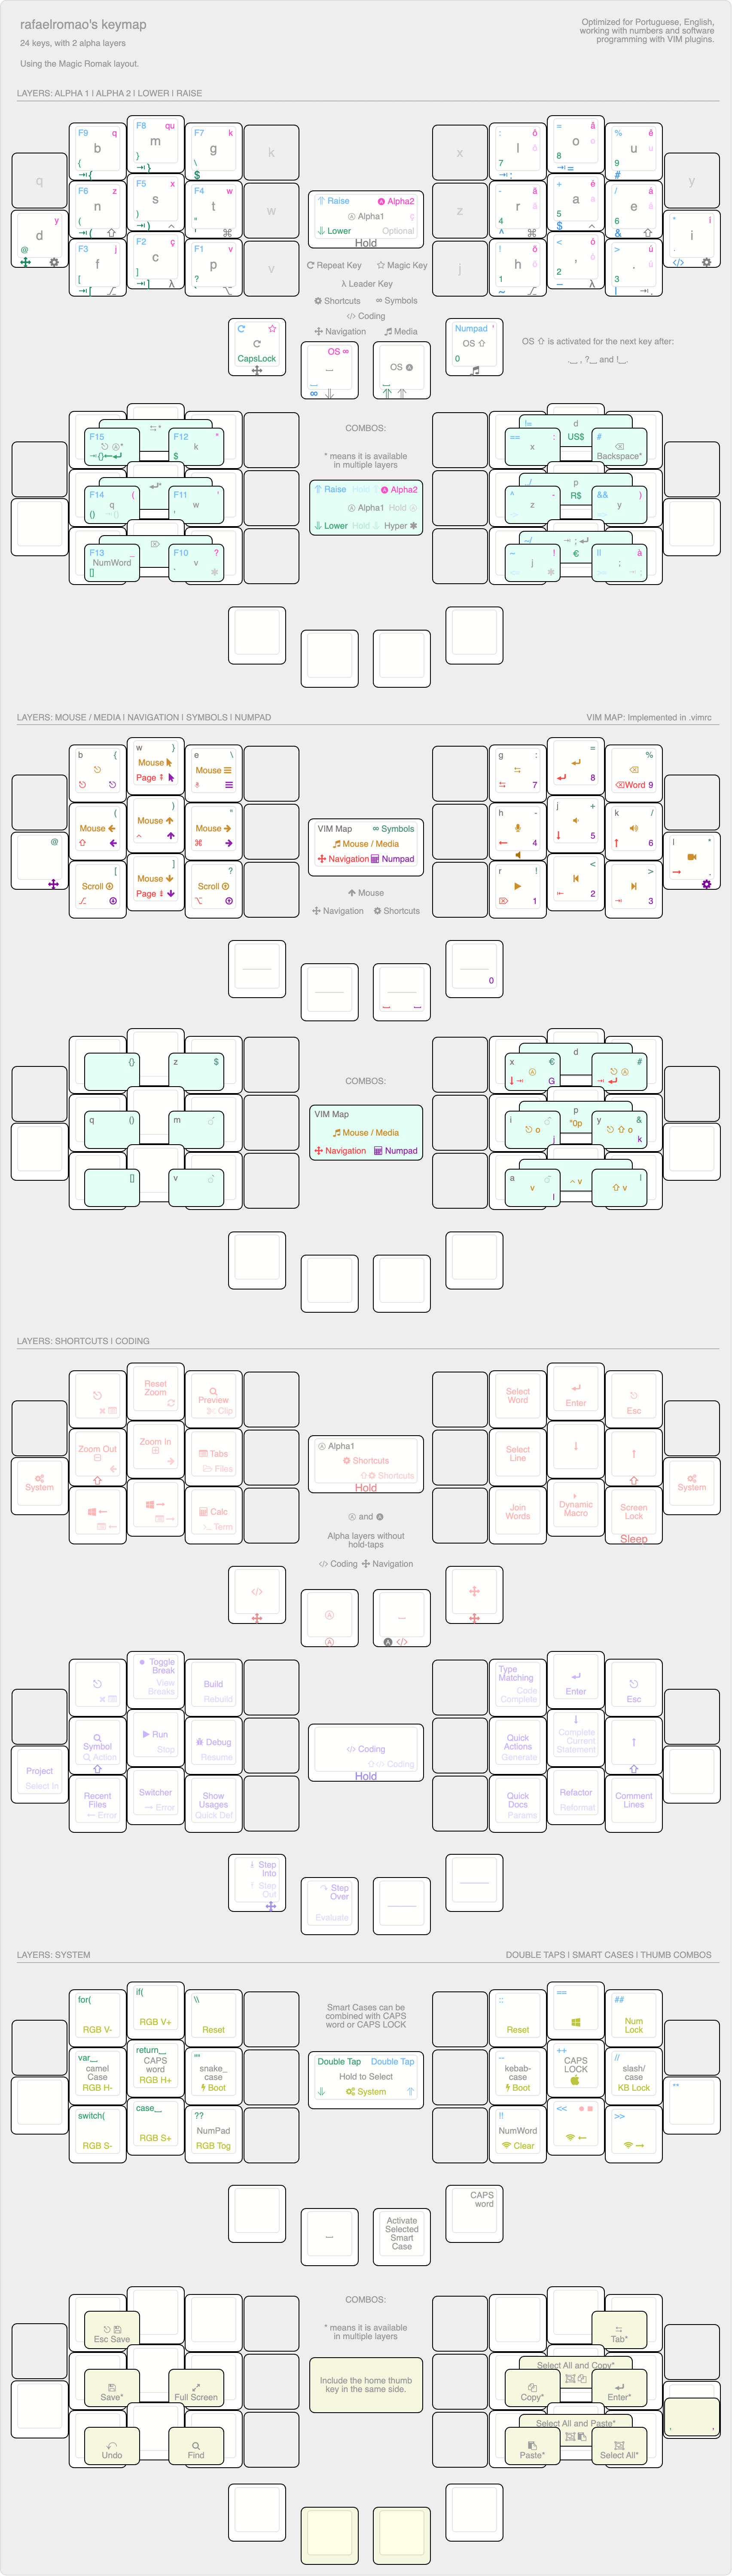 rafaelromao's keymap
Optimized for Portuguese, English,
working with numbers and software
programming with VIM plugins.
24 keys, with 2 alpha layers
Using the Magic Romak layout.
LAYERS: ALPHA 1 | ALPHA 2 | LOWER | RAISE
F9 q
b
{
F8 qu
m
}
F7 k
g
\ $
k
x
: ô
l ő
7
= â
o
8
% ê
u
9 #
q
y
F6 z
n
(
F5 x
s
)
F4 w
t
"
w
z
- ã
r
4 ^
+ é
a
5 $
/ á
e
6 &
y
d
@
* i
i
Raise Alpha2
Alpha1 ç
Lower Optional
Hold
F3 j
f
[
F2 ç
c
] λ
F1 v
p
?
v
j
! õ
h
1 ~
< ó
,
2
> ú
.
3
Repeat Key Magic Key
λ Leader Key
Shortcuts ∞ Symbols
</> Coding
Navigation Media
CapsLock
OS ∞
∞
OS
Numpad '
OS ⇧
0
OS ⇧ is activated for the next key after:
.__ , ?__ and !__.
COMBOS:
* means it is available
in multiple layers
Raise Hold Alpha2
Alpha1 Hold
Lower Hold Hyper
F15
F12 *
k
$
F14 (
q
()
F11 '
w
F13 _
NumWord
[]
F10 ?
v
!= d
US$
== :
x
#
Backspace*
p
R$
^ -
z
&& )
y
€
~ !
j
|| à
;
LAYERS: MOUSE / MEDIA | NAVIGATION | SYMBOLS | NUMPAD
VIM MAP: Implemented in .vimrc
b {
w }
Mouse
Page
e \
Mouse
g :
7
=
8
%
Word 9
@
(
Mouse
)
Mouse
"
Mouse
VIM Map ∞ Symbols
Mouse / Media
Navigation Numpad
h -
4
j +
5
k /
6
l *
.
[
Scroll
]
Mouse
Page
?
Scroll
r !
1
<
2
>
3
Mouse
Navigation Shortcuts
0
COMBOS:
VIM Map
Mouse / Media
Navigation Numpad
{}
z $
q ()
m
[]
v
d
x €
G
#
p
"0p
i
o
j
y &
o
k
a
v
l
v
|
v
LAYERS: SHORTCUTS | CODING
Reset
Zoom
Preview
Clip
Select
Word
Enter
Esc
System
Zoom Out
Zoom In
Tabs
Files
Alpha1
Shortcuts
Shortcuts
Hold
Select
Line
System
Calc
Term
Join
Words
Dynamic
Macro
Screen
Lock
Sleep
and
Alpha layers without
hold-taps
</> Coding Navigation
</>
</>
Toggle
Break
View
Breaks
Build
Rebuild
Type
Matching
Code
Complete
Enter
Esc
Project
Select In
Symbol
Action
Run
Stop
Debug
Resume
</> Coding
</> Coding
Hold
Quick
Actions
Generate
Complete
Current
Statement
Recent
Files
Error
Switcher
Error
Show
Usages
Quick Def
Quick
Docs
Params
Refactor
Reformat
Comment
Lines
Step
Into
Step
Out
Step
Over
Evaluate
LAYERS: SYSTEM
DOUBLE TAPS | SMART CASES | THUMB COMBOS
for(
RGB V-
if(
RGB V+
\\
Reset
Smart Cases can be
combined with CAPS
word or CAPS LOCK
::
Reset
==
##
Num
Lock
var__
camel
Case
RGB H-
return__
CAPS
word
RGB H+
""
snake_
case
Boot
Double Tap Double Tap
Hold to Select
System
--
kebab-
case
Boot
++
CAPS
LOCK
//
slash/
case
KB Lock
**
switch(
RGB S-
case__
RGB S+
??
NumPad
RGB Tog
!!
NumWord
Clear
<<
>>
Activate
Selected
Smart
Case
CAPS
word
COMBOS:
* means it is available
in multiple layers
Include the home thumb
key in the same side.
Esc Save
Save*
Full Screen
Undo
Find
Tab*
Select All and Copy*
Copy*
Enter*
Select All and Paste*
Paste*
Select All*
, ,